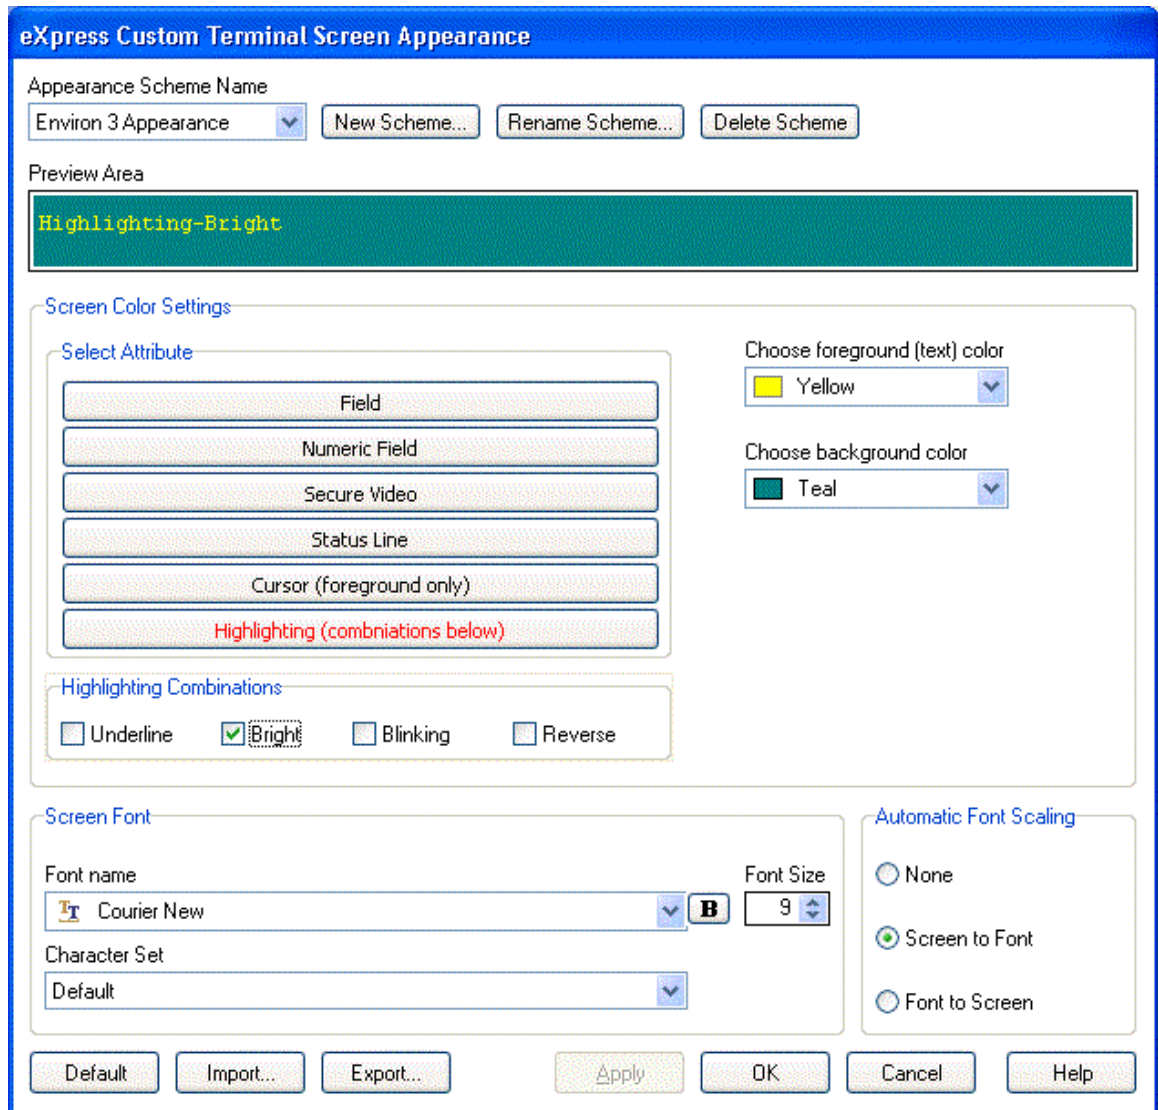 eXpress Custom Terminal Screen Appearance
Appearance Scheme Name
Environ 3 Appearance New Scheme... Rename Scheme... Delete Scheme
Preview Area
Highlighting-Bright
Screen Color Settings
Select Attribute
Field
Numeric Field
Secure Video
Status Line
Cursor (foreground only)
Highlighting (combniations below)
Choose foreground (text) color
Yellow
Choose background color
Teal
Highlighting Combinations
Underline Bright Blinking Reverse
Screen Font
Font name Font Size
Courier New B 9
Character Set
Default
Automatic Font Scaling
None
Screen to Font
Font to Screen
Default Import... Export... Apply OK Cancel Help